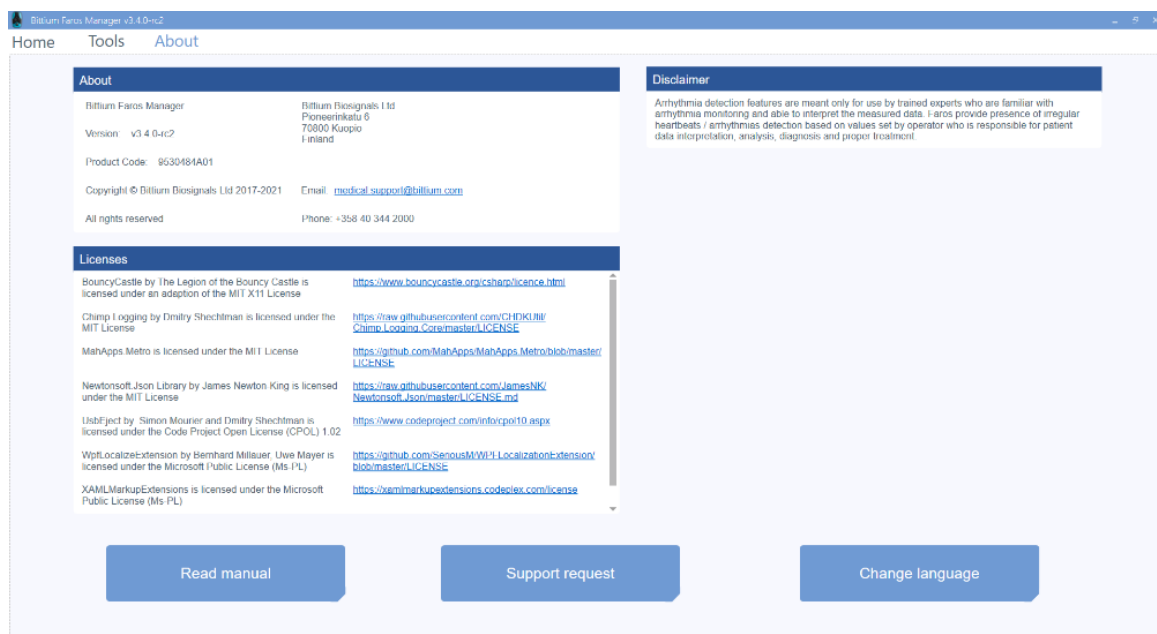 Bittium Faros Manager v3.4.0-rc2
Home Tools About
About
Bittium Faros Manager
Bittium Biosignals Ltd
Pioneerinkatu 6
70800 Kuopio
Finland
Version: v3.4.0-rc2
Product Code: 9530484A01
Copyright © Bittium Biosignals Ltd 2017-2021
Email: medical.support@bittium.com
All rights reserved
Phone: +358 40 344 2000
Disclaimer
Arrhythmia detection features are meant only for use by trained experts who are familiar with
arrhythmia monitoring and able to interpret the measured data. Faros provide presence of irregular
heartbeats / arrhythmias detection based on values set by operator who is responsible for patient
data interpretation, analysis, diagnosis and proper treatment.
Licenses
BouncyCastle by The Legion of the Bouncy Castle is
licensed under an adaption of the MIT X11 License
https://www.bouncycastle.org/csharp/licence.html
Chimp.Logging by Dmitry Shechtman is licensed under the
MIT License
https://raw.githubusercontent.com/CHDKUtil/
Chimp.Logging.Core/master/LICENSE
MahApps.Metro is licensed under the MIT License
https://github.com/MahApps/MahApps.Metro/blob/master/
LICENSE
Newtonsoft.Json Library by James Newton King is licensed
under the MIT License
https://raw.githubusercontent.com/JamesNK/
Newtonsoft.Json/master/LICENSE.md
UsbEject by Simon Mourier and Dmitry Shechtman is
licensed under the Code Project Open License (CPOL) 1.02
https://www.codeproject.com/info/cpol10.aspx
WpfLocalizeExtension by Bernhard Millauer, Uwe Mayer is
licensed under the Microsoft Public License (Ms-PL)
https://github.com/SeriousM/WPFLocalizationExtension/
blob/master/LICENSE
XAMLMarkupExtensions is licensed under the Microsoft
Public License (Ms-PL)
https://xamlmarkupextensions.codeplex.com/license
Read manual
Support request
Change language